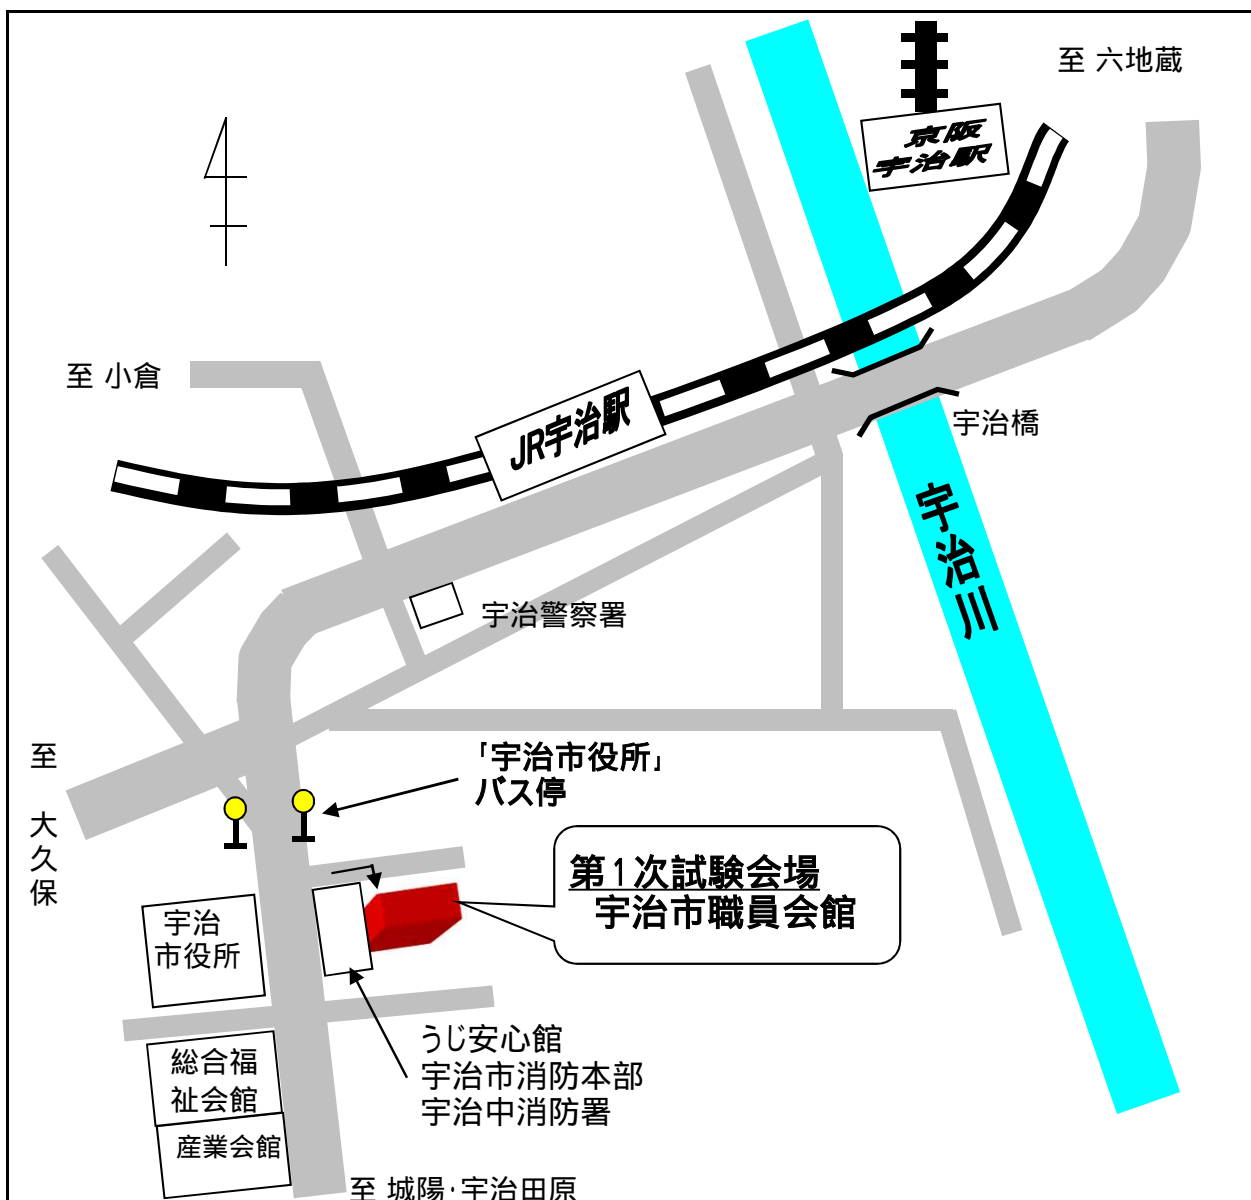 至 六地蔵
京阪
宇治駅
至 小倉
JR宇治駅
宇治橋
宇治川
宇治警察署
至 大久保
「宇治市役所」
バス停
第1次試験会場
宇治市職員会館
宇治
市役所
うじ安心館
宇治市消防本部
宇治中消防署
総合福
祉会館
産業会館
至 城陽・宇治田原